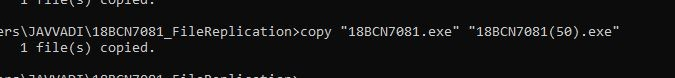 ers\JAVVADI\18BCN7081_FileReplication>copy "18BCN7081.exe" "18BCN7081(50).exe"
1 file(s) copied.
1 file(s) copied.